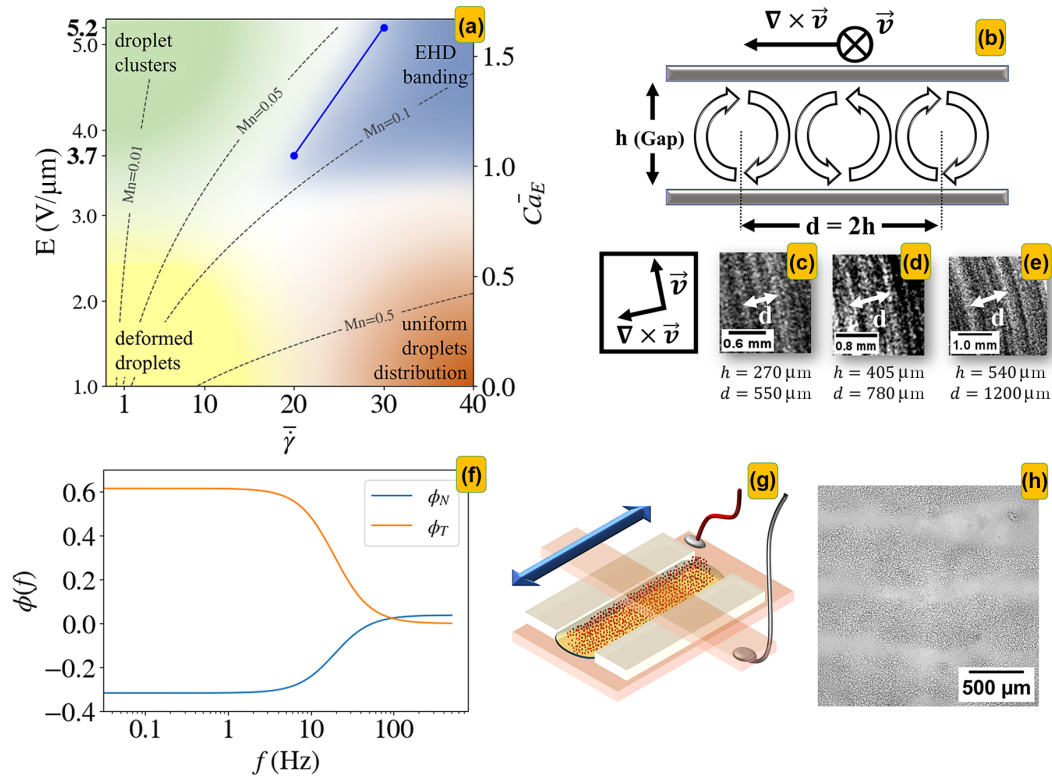 (a)
5.2
5.0
4.0
3.7
3.0
2.0
1.0
E (V/μm)
droplet
clusters
EHD
banding
Mn=0.01
Mn=0.05
Mn=0.1
Mn=0.5
deformed
droplets
uniform
droplets
distribution
1.5
1.0
0.5
0.0
C̄a_E
1 10 20 30 40
γ̇̄
(b)
∇ × v⃗
v⃗
h (Gap)
d = 2h
v⃗
∇ × v⃗
(c)
d
0.6 mm
h = 270 μm
d = 550 μm
(d)
d
0.8 mm
h = 405 μm
d = 780 μm
(e)
d
1.0 mm
h = 540 μm
d = 1200 μm
(f)
0.6
0.4
0.2
0.0
−0.2
−0.4
ϕ(f)
ϕ_N
ϕ_T
0.1 1 10 100
f (Hz)
(g)
(h)
500 μm